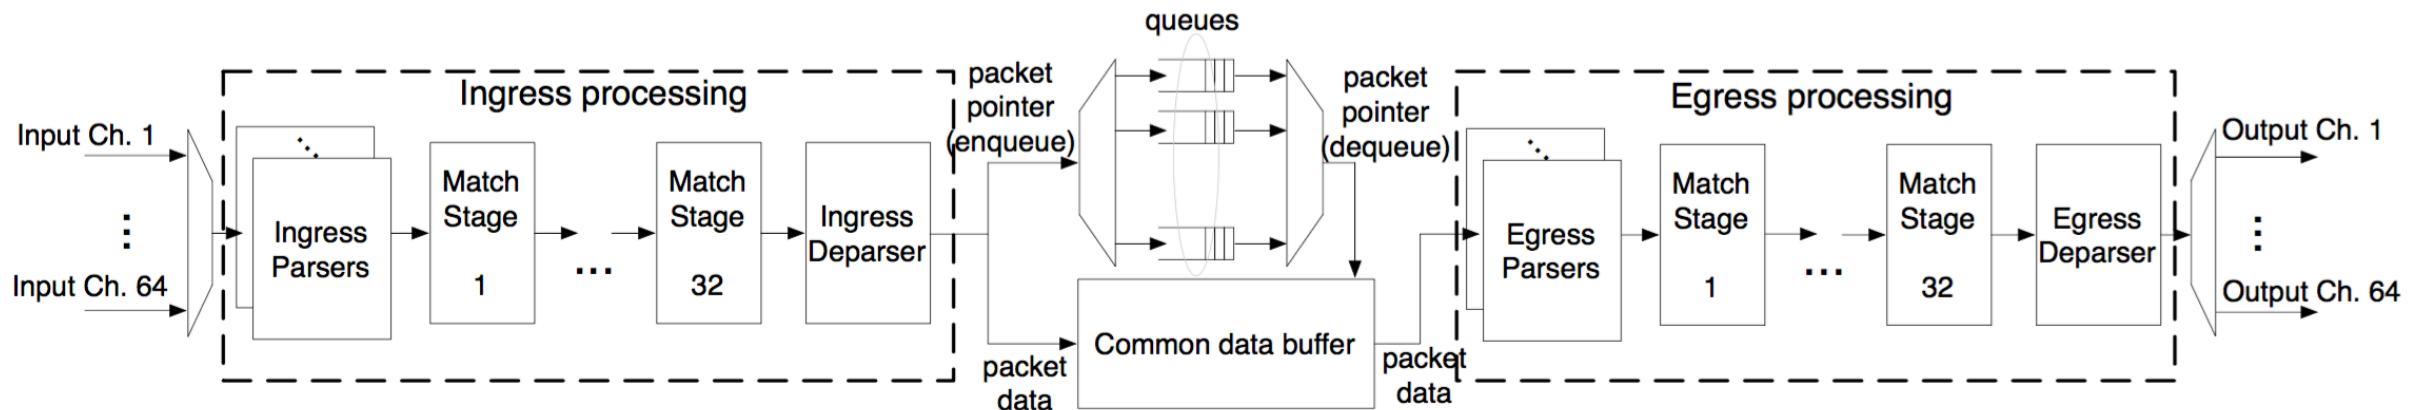 queues
Ingress processing
packet
pointer
(enqueue)
packet
pointer
(dequeue)
Egress processing
Input Ch. 1
Input Ch. 64
Ingress
Parsers
Match
Stage
1
...
Match
Stage
32
Ingress
Deparser
packet
data
Common data buffer
packet
data
Egress
Parsers
Match
Stage
1
...
Match
Stage
32
Egress
Deparser
Output Ch. 1
Output Ch. 64